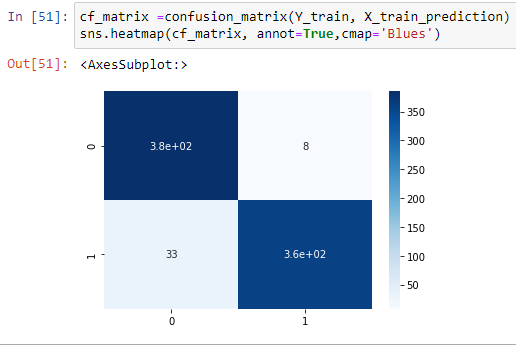 In [51]: cf_matrix =confusion_matrix(Y_train, X_train_prediction)
sns.heatmap(cf_matrix, annot=True,cmap='Blues')
Out[51]: <AxesSubplot:>
0
3.8e+02
8
1
33
3.6e+02
0
1
350
300
250
200
150
100
50